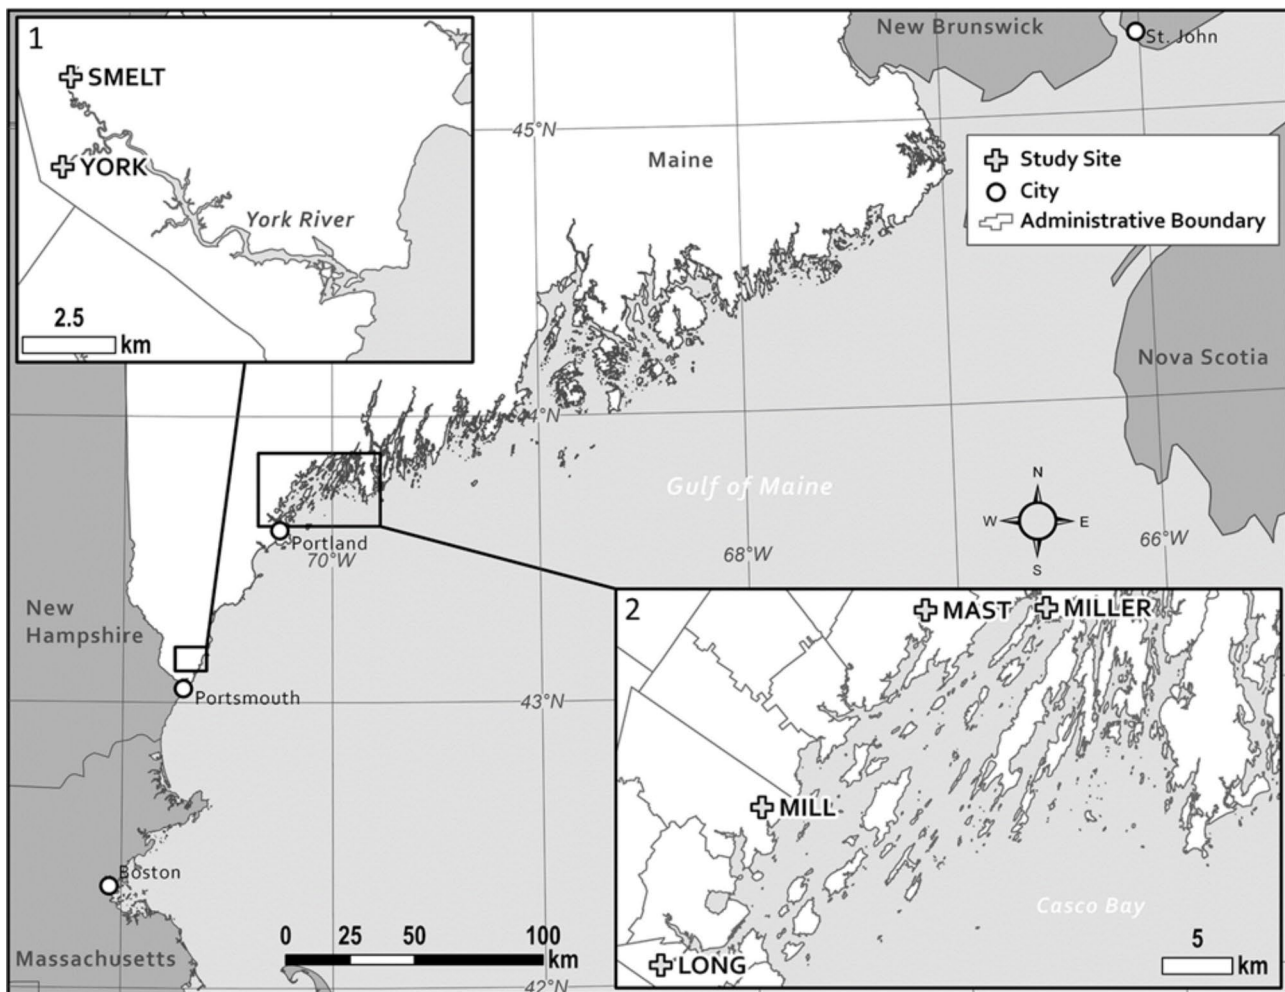 1
SMELT
YORK
York River
2.5
km
New Brunswick
St. John
45°N
Maine
Study Site
City
Administrative Boundary
Nova Scotia
4°N
Gulf of Maine
N
W
E
S
Portland
70°W
68°W
66°W
New
Hampshire
Portsmouth
43°N
2
MAST
MILLER
MILL
LONG
Casco Bay
5
km
Boston
Massachusetts
0
25
50
100
km
42°N